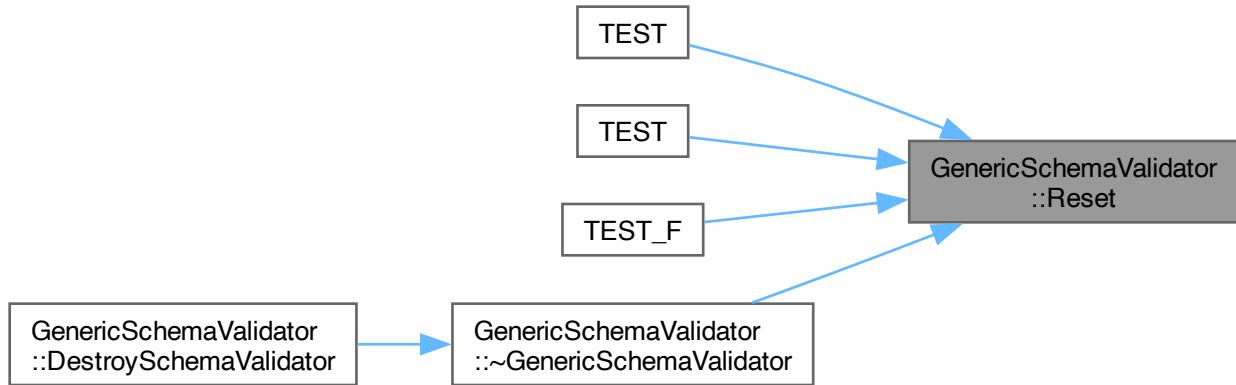 TEST
TEST
GenericSchemaValidator
::Reset
TEST_F
GenericSchemaValidator
::DestroySchemaValidator
GenericSchemaValidator
::~GenericSchemaValidator